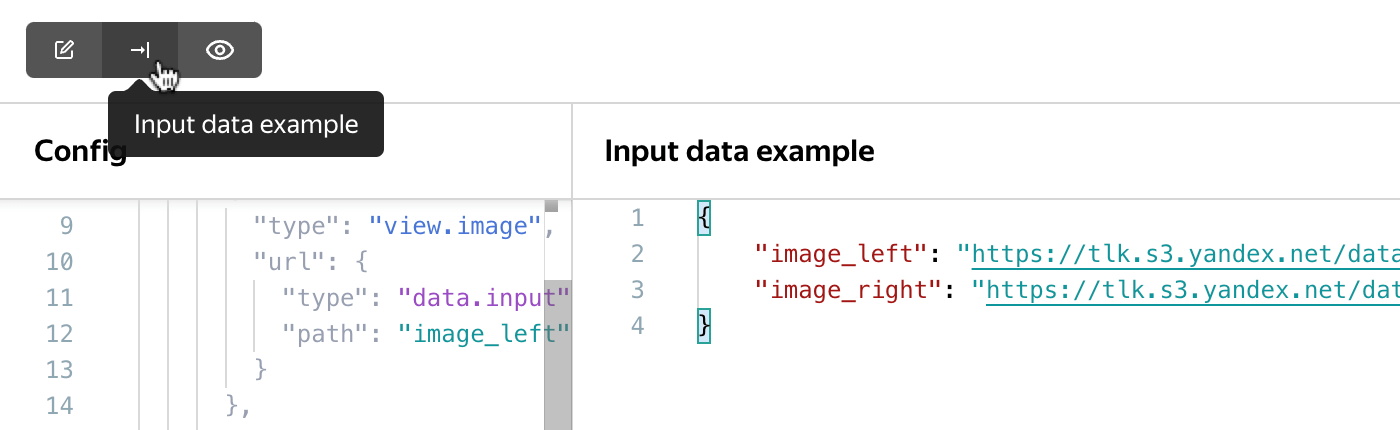 Input data example
Config
Input data example
9 "type": "view.image",
10 "url": {
11 "type": "data.input"
12 "path": "image_left"
13 }
14 },
1 {
2 "image_left": "https://tlk.s3.yandex.net/data
3 "image_right": "https://tlk.s3.yandex.net/dat
4 }